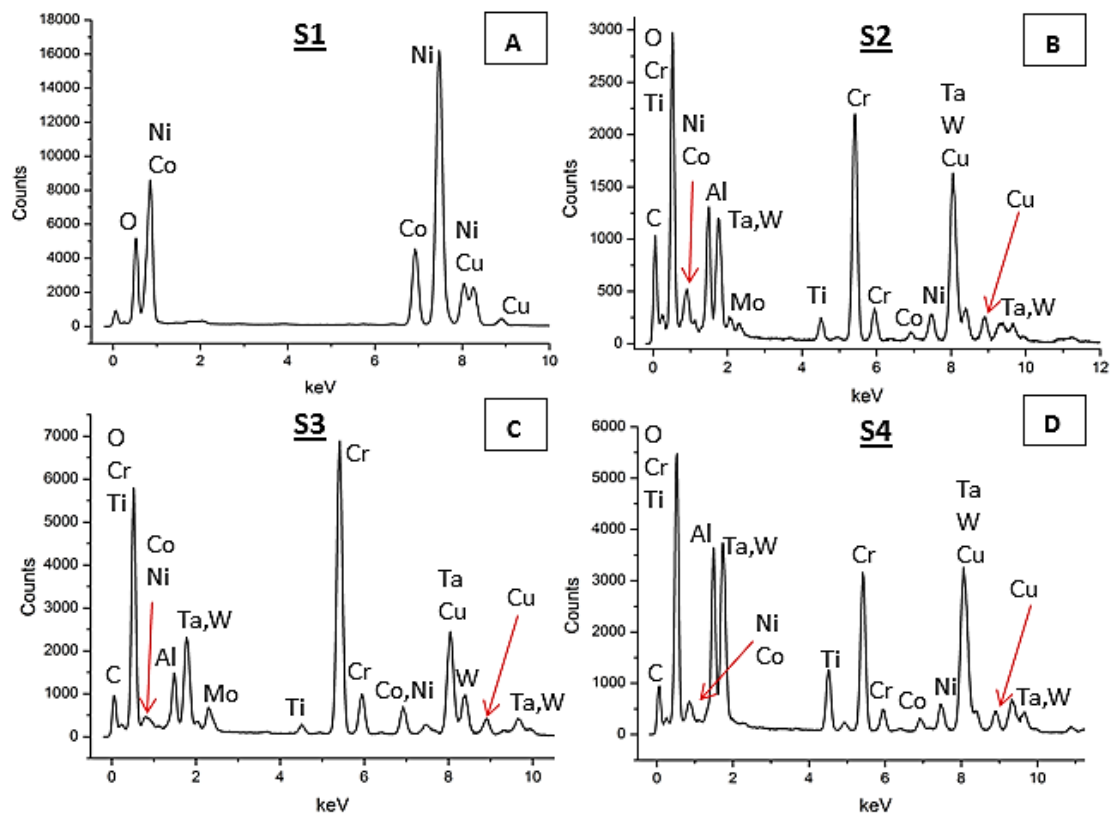 S1
A
18000
16000
14000
12000
10000
8000
6000
4000
2000
0
Counts
O
Ni
Co
Co
Ni
Ni
Cu
Cu
0 2 4 6 8 10
keV
S2
B
3000
2500
2000
1500
1000
500
0
Counts
C
O
Cr
Ti
Ni
Co
Al
Ta,W
Mo
Ti
Cr
Cr
Co
Ni
Ta
W
Cu
Cu
Ta,W
0 2 4 6 8 10 12
keV
S3
C
7000
6000
5000
4000
3000
2000
1000
0
Counts
C
O
Cr
Ti
Co
Ni
Al
Ta,W
Mo
Ti
Cr
Cr
Co,Ni
Ta
Cu
W
Cu
Ta,W
0 2 4 6 8 10
keV
S4
D
6000
5000
4000
3000
2000
1000
0
Counts
C
O
Cr
Ti
Al
Ta,W
Ni
Co
Ti
Cr
Cr
Co
Ni
Ta
W
Cu
Cu
Ta,W
0 2 4 6 8 10
keV